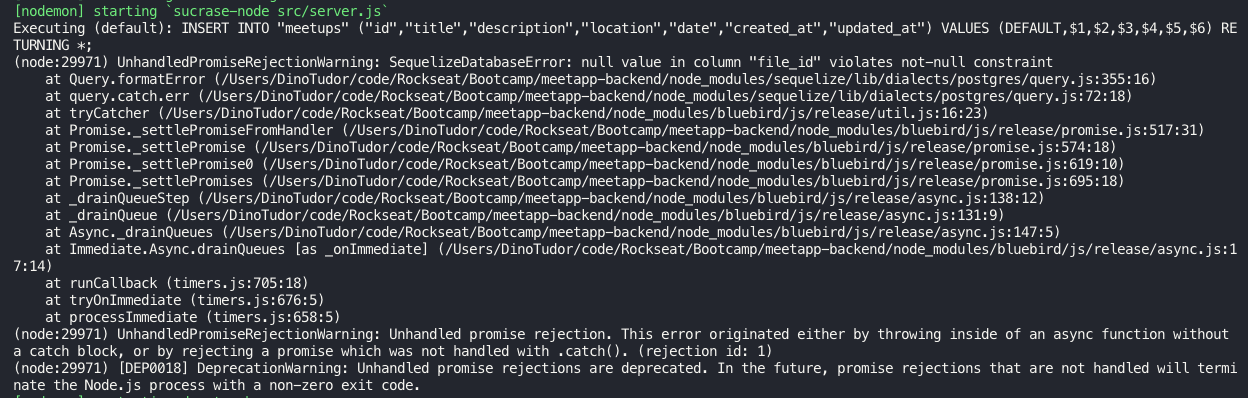 [nodemon] starting `sucrase-node src/server.js`
Executing (default): INSERT INTO "meetups" ("id","title","description","location","date","created_at","updated_at") VALUES (DEFAULT,$1,$2,$3,$4,$5,$6) RE
TURNING *;
(node:29971) UnhandledPromiseRejectionWarning: SequelizeDatabaseError: null value in column "file_id" violates not-null constraint
    at Query.formatError (/Users/DinoTudor/code/Rockseat/Bootcamp/meetapp-backend/node_modules/sequelize/lib/dialects/postgres/query.js:355:16)
    at query.catch.err (/Users/DinoTudor/code/Rockseat/Bootcamp/meetapp-backend/node_modules/sequelize/lib/dialects/postgres/query.js:72:18)
    at tryCatcher (/Users/DinoTudor/code/Rockseat/Bootcamp/meetapp-backend/node_modules/bluebird/js/release/util.js:16:23)
    at Promise._settlePromiseFromHandler (/Users/DinoTudor/code/Rockseat/Bootcamp/meetapp-backend/node_modules/bluebird/js/release/promise.js:517:31)
    at Promise._settlePromise (/Users/DinoTudor/code/Rockseat/Bootcamp/meetapp-backend/node_modules/bluebird/js/release/promise.js:574:18)
    at Promise._settlePromise0 (/Users/DinoTudor/code/Rockseat/Bootcamp/meetapp-backend/node_modules/bluebird/js/release/promise.js:619:10)
    at Promise._settlePromises (/Users/DinoTudor/code/Rockseat/Bootcamp/meetapp-backend/node_modules/bluebird/js/release/promise.js:695:18)
    at _drainQueueStep (/Users/DinoTudor/code/Rockseat/Bootcamp/meetapp-backend/node_modules/bluebird/js/release/async.js:138:12)
    at _drainQueue (/Users/DinoTudor/code/Rockseat/Bootcamp/meetapp-backend/node_modules/bluebird/js/release/async.js:131:9)
    at Async._drainQueues (/Users/DinoTudor/code/Rockseat/Bootcamp/meetapp-backend/node_modules/bluebird/js/release/async.js:147:5)
    at Immediate.Async.drainQueues [as _onImmediate] (/Users/DinoTudor/code/Rockseat/Bootcamp/meetapp-backend/node_modules/bluebird/js/release/async.js:1
7:14)
    at runCallback (timers.js:705:18)
    at tryOnImmediate (timers.js:676:5)
    at processImmediate (timers.js:658:5)
(node:29971) UnhandledPromiseRejectionWarning: Unhandled promise rejection. This error originated either by throwing inside of an async function without
a catch block, or by rejecting a promise which was not handled with .catch(). (rejection id: 1)
(node:29971) [DEP0018] DeprecationWarning: Unhandled promise rejections are deprecated. In the future, promise rejections that are not handled will termi
nate the Node.js process with a non-zero exit code.